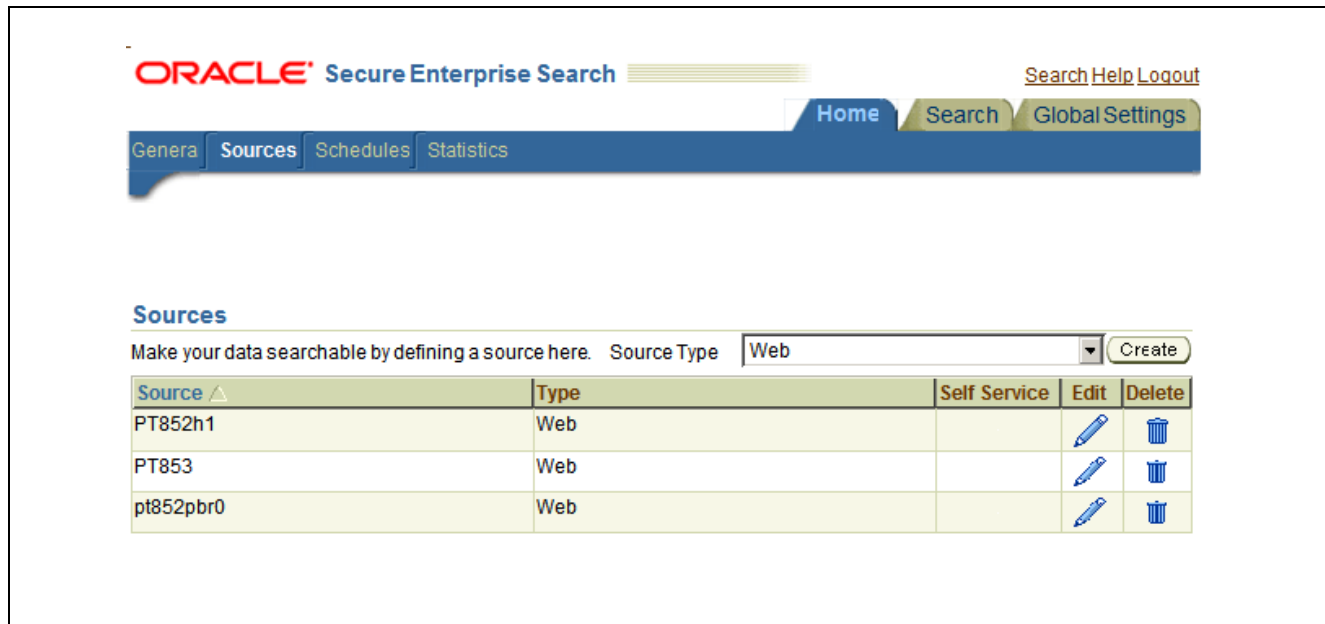 ORACLE' Secure Enterprise Search
Search Help Logout
Home Search Global Settings
Genera Sources Schedules Statistics
Sources
Make your data searchable by defining a source here. Source Type Web Create
Source Type Self Service Edit Delete
PT852h1 Web
PT853 Web
pt852pbr0 Web